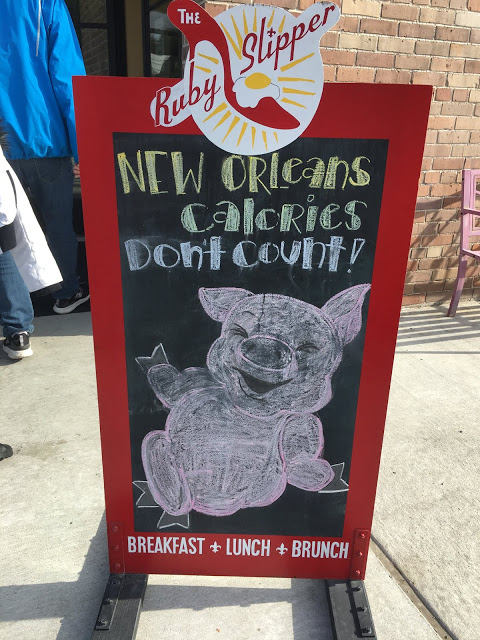 THE
Ruby Slipper
NEW ORLeans
CaLORIes
DON't COUNt!
BREAKFAST ⚜ LUNCH ⚜ BRUNCH